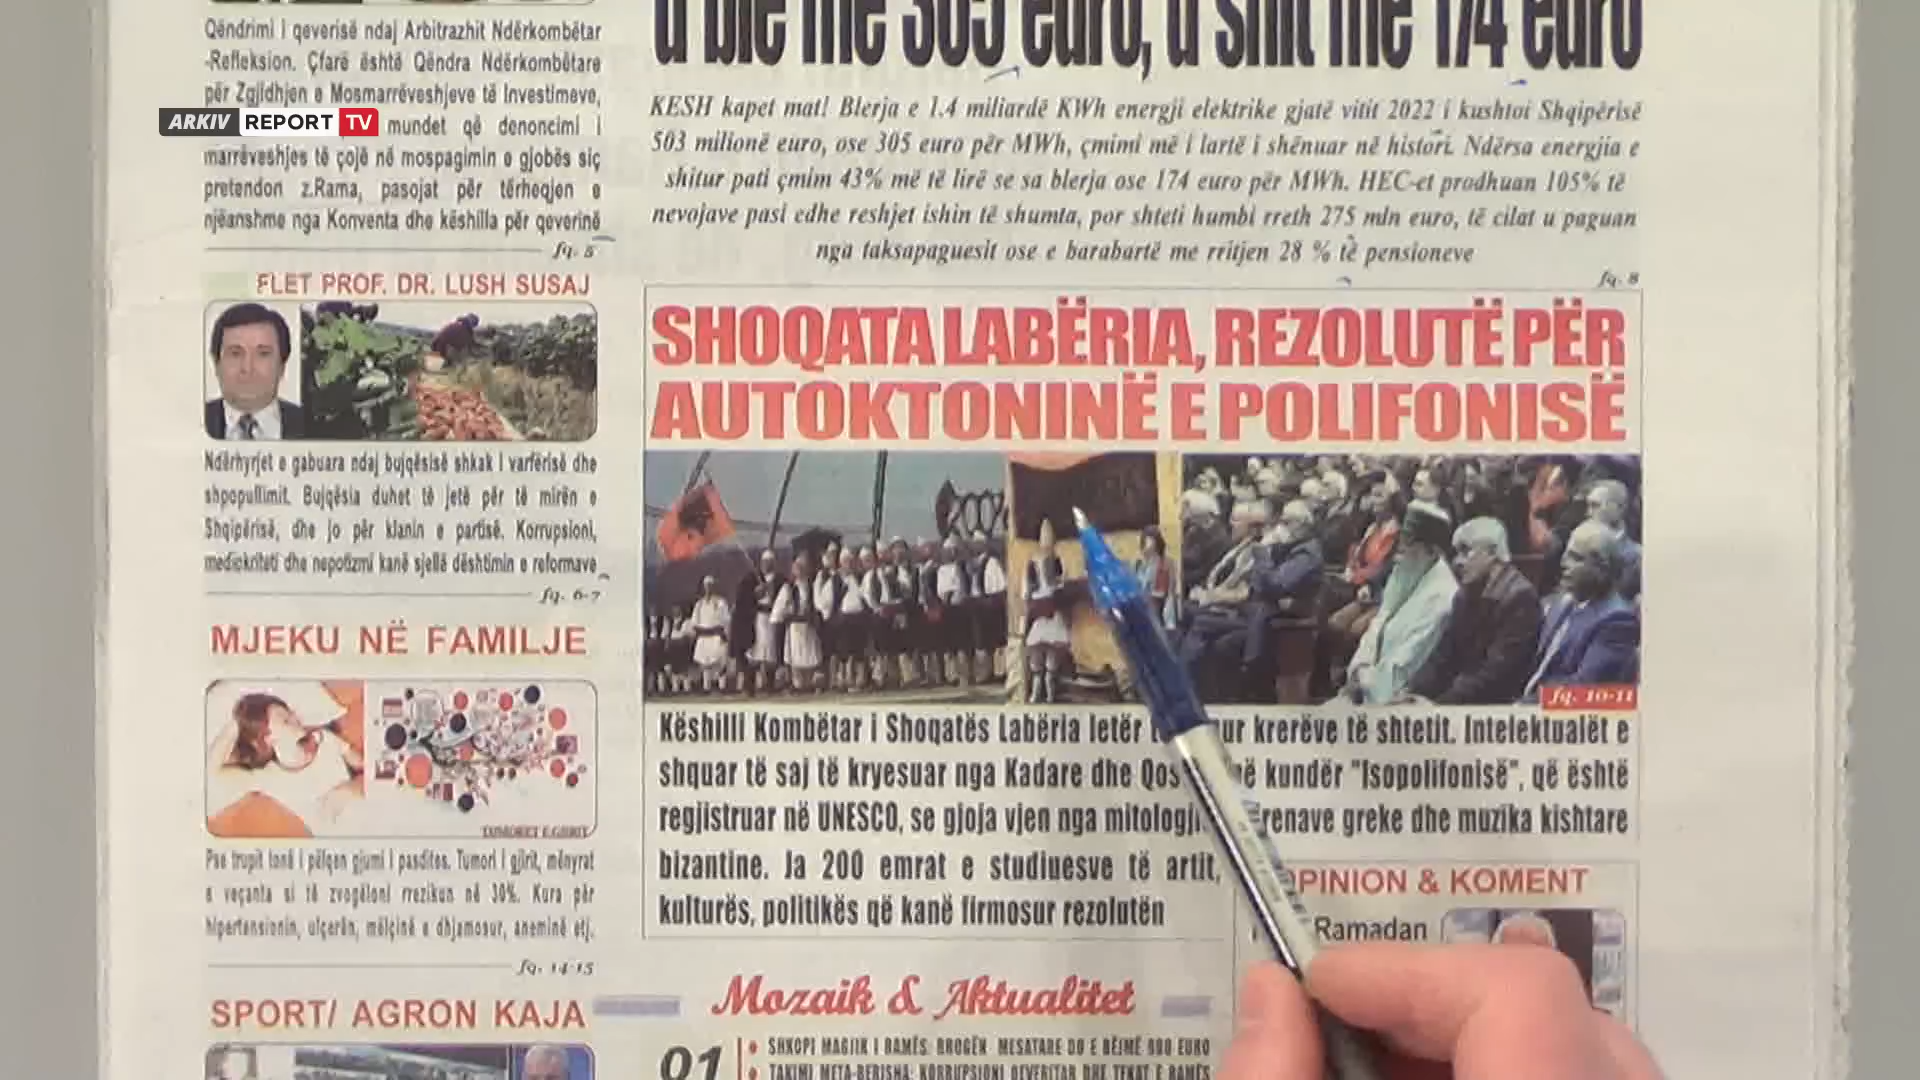 Qëndrimi i qeverisë ndaj Arbitrazhit Ndërkombëtar
-Refleksion. Çfarë është Qëndra Ndërkombëtare
për Zgjidhjen e Mosmarrëveshjeve të Investimeve,
mundet që denoncimi i
marrëveshjes të çojë në mospagimin e gjobës siç
pretendon z.Rama, pasojat për tërheqjen e
njëanshme nga Konventa dhe këshilla për qeverinë
fq. 5
ARKIV REPORT TV
FLET PROF. DR. LUSH SUSAJ
Ndërhyrjet e gabuara ndaj bujqësisë shkak i varfërisë dhe
shpopullimit. Bujqësia duhet të jetë për të mirën e
Shqipërisë, dhe jo për klanin e partisë. Korrupsioni,
mediokriteti dhe nepotizmi kanë sjellë dështimin e reformave
fq. 6-7
MJEKU NË FAMILJE
TUMORET E GJIRIT
Pse trupit tonë i pëlqen gjumi i pasdites. Tumori i gjirit, mënyrat
e veçanta si të zvogëloni rrezikun në 30%. Kura për
hipertensionin, ulçerën, mëlçinë e dhjamosur, aneminë etj.
fq. 14-15
SPORT/ AGRON KAJA
u ble me 305 euro, u shit me 174 euro
KESH kapet mat! Blerja e 1.4 miliardë KWh energji elektrike gjatë vitit 2022 i kushtoi Shqipërisë
503 milionë euro, ose 305 euro për MWh, çmimi më i lartë i shënuar në histori. Ndërsa energjia e
shitur pati çmim 43% më të lirë se sa blerja ose 174 euro për MWh. HEC-et prodhuan 105% të
nevojave pasi edhe reshjet ishin të shumta, por shteti humbi rreth 275 mln euro, të cilat u paguan
nga taksapaguesit ose e barabartë me rritjen 28 % të pensioneve
fq. 8
SHOQATA LABËRIA, REZOLUTË PËR
AUTOKTONINË E POLIFONISË
fq. 10-11
Këshilli Kombëtar i Shoqatës Labëria letër ur krerëve të shtetit. Intelektualët e
shquar të saj të kryesuar nga Kadare dhe Qos në kundër "Isopolifonisë", që është
regjistruar në UNESCO, se gjoja vjen nga mitologji renave greke dhe muzika kishtare
bizantine. Ja 200 emrat e studiuesve të artit,
kulturës, politikës që kanë firmosur rezolutën
OPINION & KOMENT
Ramadan
Mozaik & Aktualitet
01
SHKOPI MAGJIK I RAMËS: RROGËN MESATARE DO E BËJMË 900 EURO
TAKIMI META-BERISHA: KORRUPSIONI QEVERITAR DHE TENAT E RAMËS